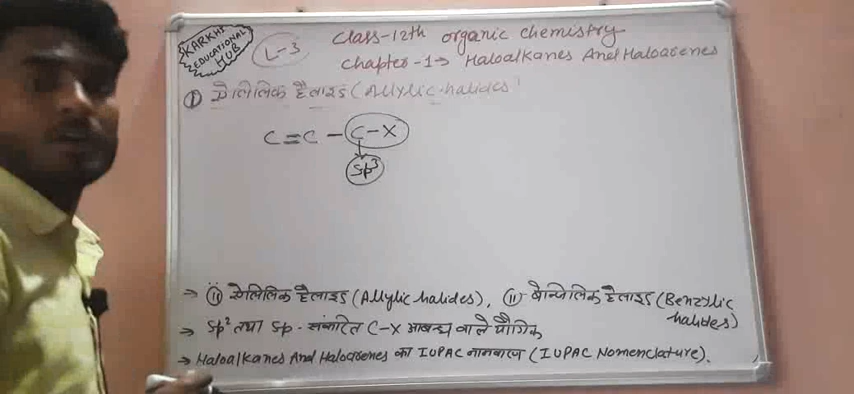 KARKHI EDUCATIONAL HUB
L-3
Class-12th organic chemistry
Chapter-1→ Haloalkanes And Haloarenes
① ऐलिलिक हैलाइड (Allylic-halides)
C=C-C-X
sp³
→ (i) ऐलिलिक हैलाइड (Allylic halides), (ii) बेन्जिलिक हैलाइड (Benzylic halides)
→ sp² तथा sp-संकरित C-X आबन्ध वाले यौगिक
→ Haloalkanes And Haloarenes का IUPAC नामकरण (IUPAC Nomenclature).